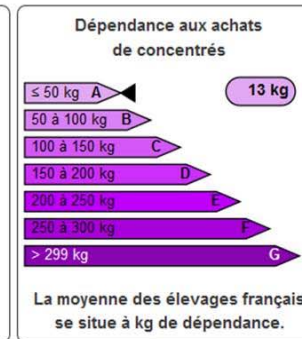 Dépendance aux achats
de concentrés
≤ 50 kg A
13 kg
50 à 100 kg B
100 à 150 kg C
150 à 200 kg D
200 à 250 kg E
250 à 300 kg F
> 299 kg G
La moyenne des élevages français
se situe à kg de dépendance.